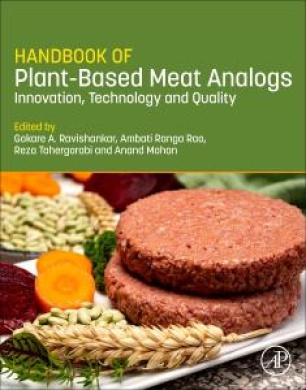 HANDBOOK OF
Plant-Based Meat Analogs
Innovation, Technology and Quality
Edited by
Gokare A. Ravishankar, Ambati Ranga Rao,
Reza Tahergorabi and Anand Mohan
AP